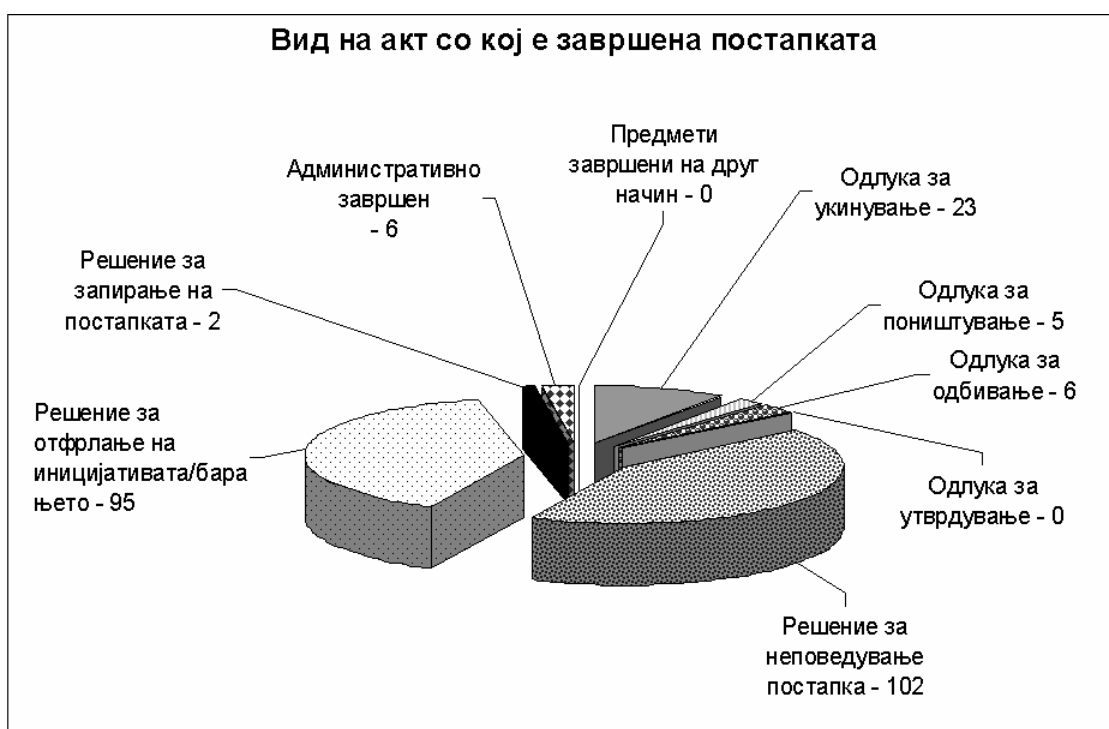 Вид на акт со кој е завршена постапката
Предмети
завршени на друг
начин - 0
Административно
завршен
- 6
Одлука за
укинување - 23
Решение за
запирање на
постапката - 2
Одлука за
поништување - 5
Одлука за
одбивање - 6
Решение за
отфрлање на
иницијативата/бара
њето - 95
Одлука за
утврдување - 0
Решение за
неповедување
постапка - 102